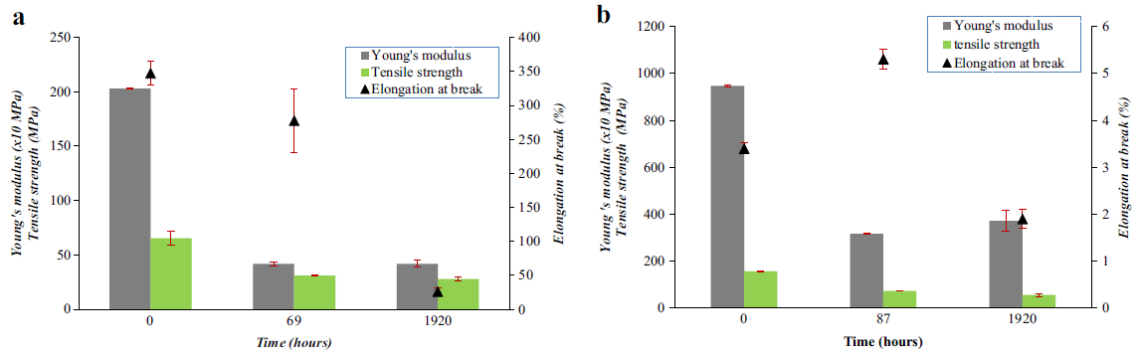 a
250
200
150
100
50
0
Young's modulus (x10 MPa)
Tensile strength (MPa)
400
350
300
250
200
150
100
50
0
Elongation at break (%)
Young's modulus
Tensile strength
Elongation at break
0
69
1920
Time (hours)
b
1200
1000
800
600
400
200
0
Young's modulus (x10 MPa)
Tensile strength (MPa)
6
5
4
3
2
1
0
Elongation at break (%)
Young's modulus
tensile strength
Elongation at break
0
87
1920
Time (hours)